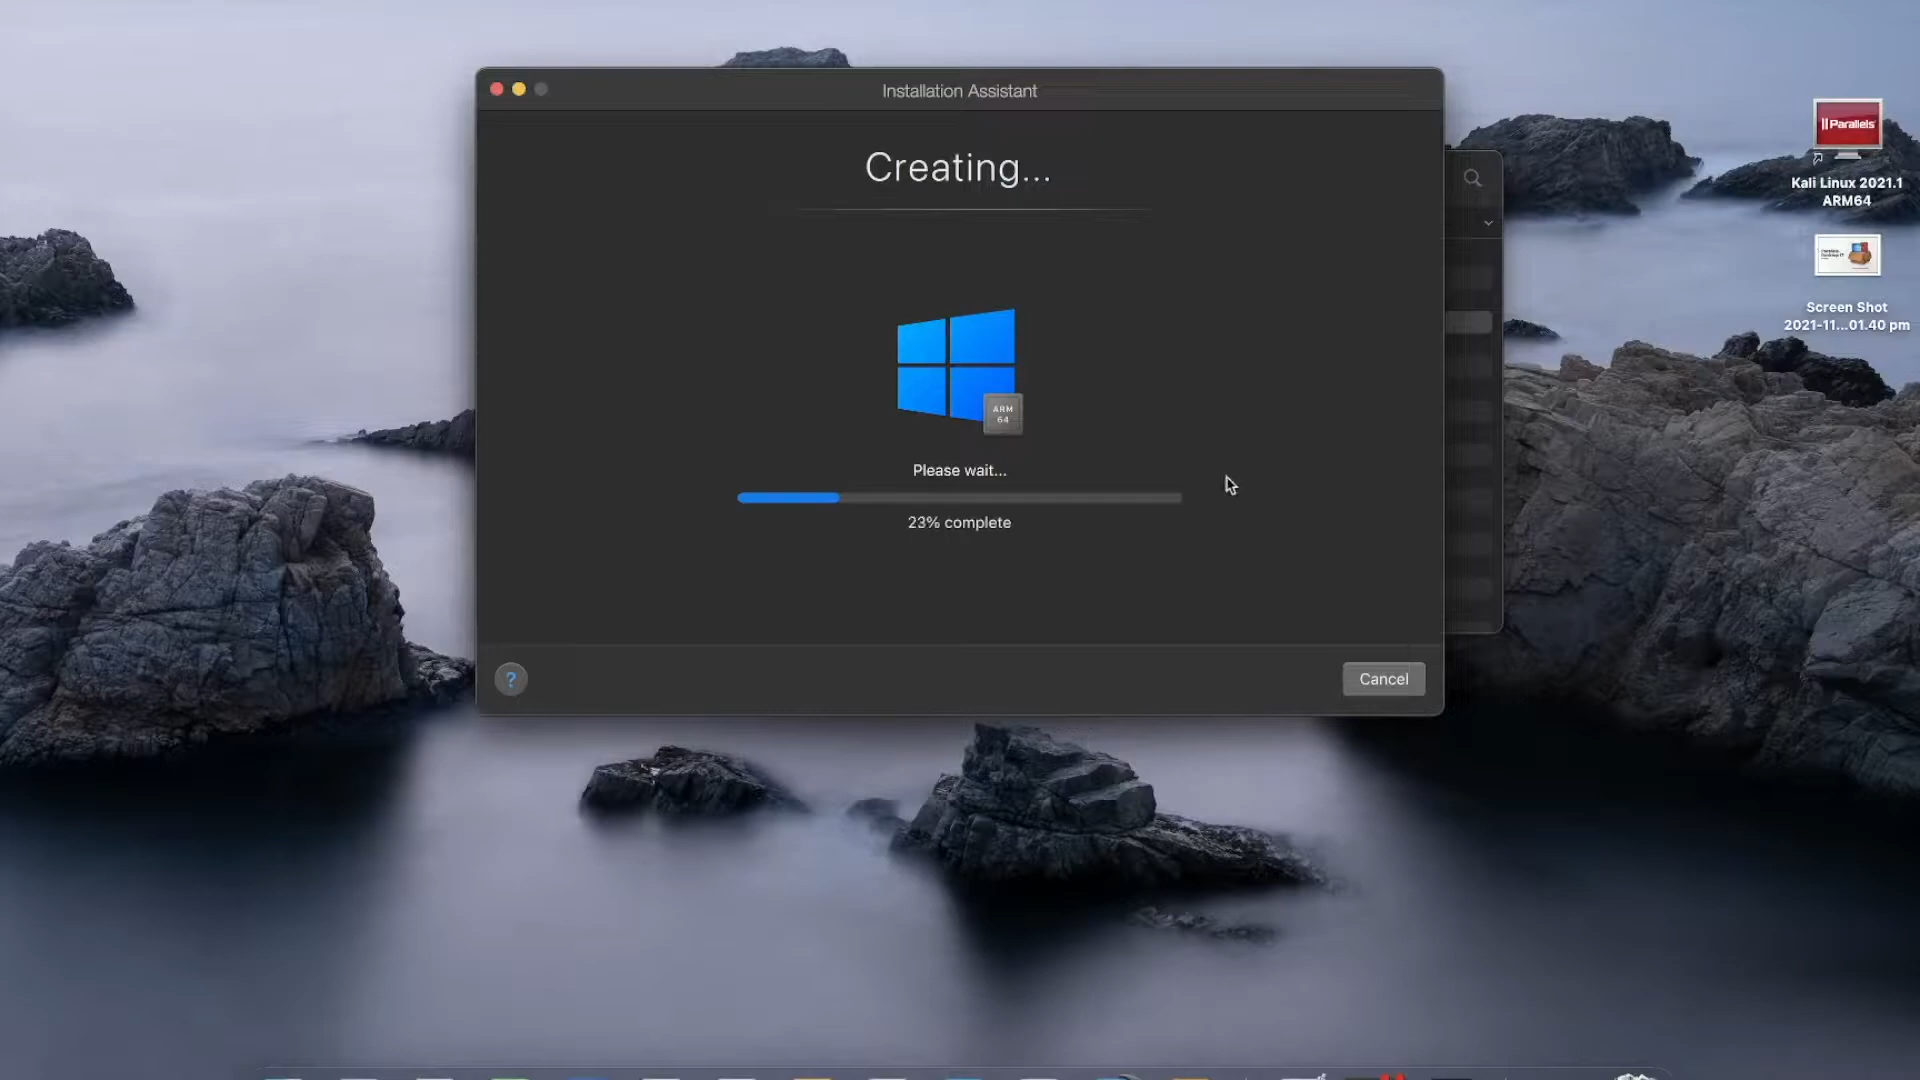 Installation Assistant
Creating...
ARM
64
Please wait...
23% complete
?
Cancel
|| Parallels
Kali Linux 2021.1
ARM64
Screen Shot
2021-11...01.40 pm